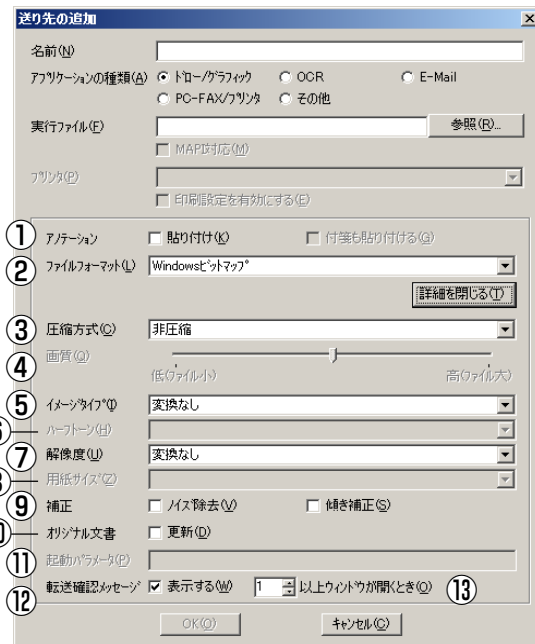 送り先の追加
名前(N)
アプリケーションの種類(A) ドロー/グラフィック OCR E-Mail
PC-FAX/プリンタ その他
実行ファイル(F) 参照(R)...
MAPI対応(M)
プリンタ(P)
印刷設定を有効にする(E)
① アノテーション 貼り付け(K) 付箋も貼り付ける(G)
② ファイルフォーマット(L) Windowsビットマップ
詳細を閉じる(T)
③ 圧縮方式(C) 非圧縮
④ 画質(Q)
低(ファイル小) 高(ファイル大)
⑤ イメージタイプ(I) 変換なし
ハーフトーン(H)
⑦ 解像度(U) 変換なし
用紙サイズ(Z)
⑨ 補正 ノイズ除去(V) 傾き補正(S)
オリジナル文書 更新(D)
⑪ 起動パラメータ(P)
⑫ 転送確認メッセージ 表示する(W) 1 以上ウィンドウが開くとき(O) ⑬
OK(O) キャンセル(C)